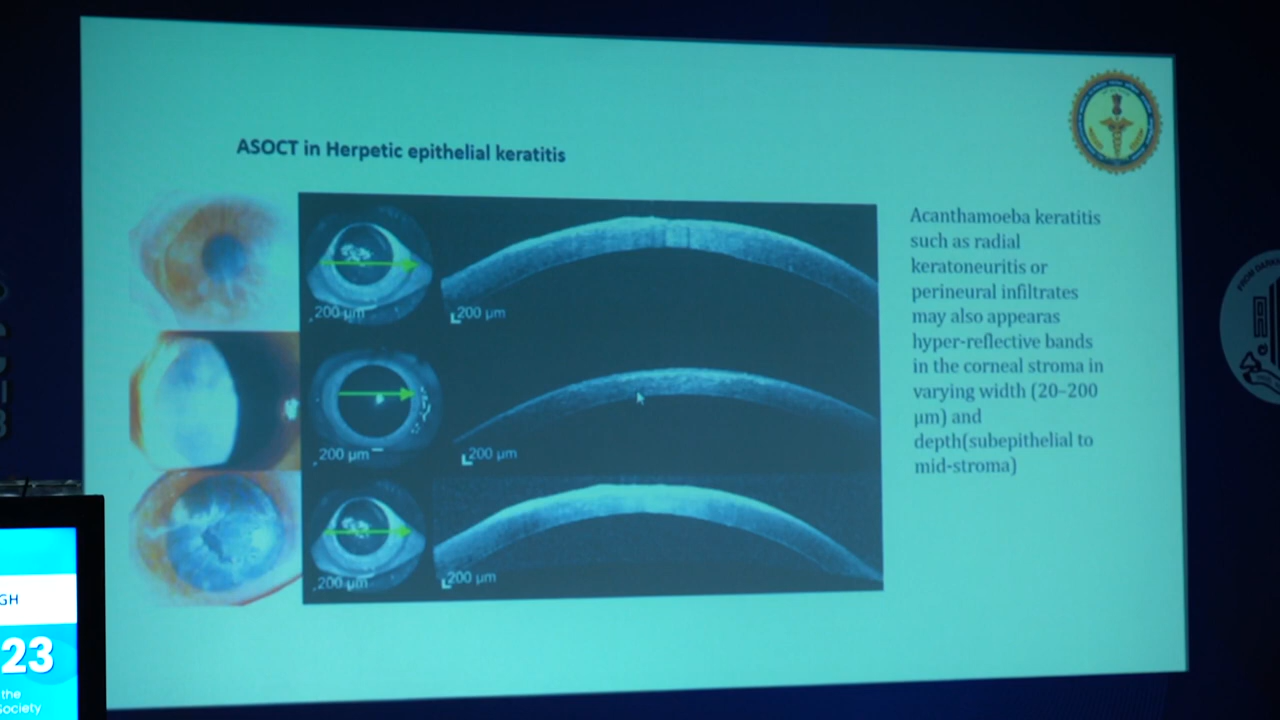 ASOCT in Herpetic epithelial keratitis
Acanthamoeba keratitis
such as radial
keratoneuritis or
perineural infiltrates
may also appearas
hyper-reflective bands
in the corneal stroma in
varying width (20–200
µm) and
depth(subepithelial to
mid-stroma)
200 µm
200 µm
200 µm
200 µm
200 µm
200 µm
GH
23
the
Society